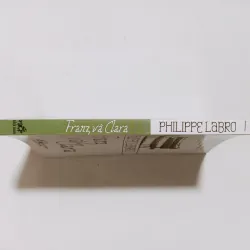 Franz và Clara PHILIPPE LABRO